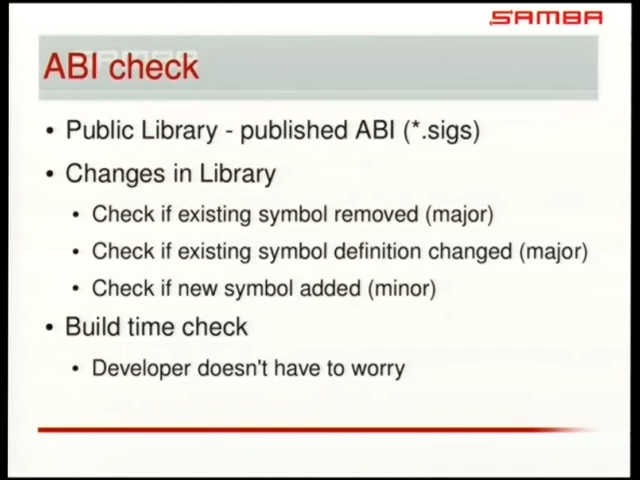 SAMBA
ABI check
• Public Library - published ABI (*.sigs)
• Changes in Library
• Check if existing symbol removed (major)
• Check if existing symbol definition changed (major)
• Check if new symbol added (minor)
• Build time check
• Developer doesn't have to worry